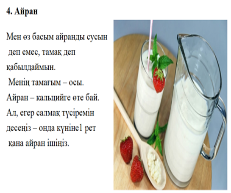 4. Айран
Мен өз басым айранды сусын
деп емес, тамақ деп
қабылдаймын.
Менің тамағым – осы.
Айран – кальцийге өте бай.
Ал, егер салмақ түсіремін
десеңіз – онда күніне1 рет
қана айран ішіңіз.